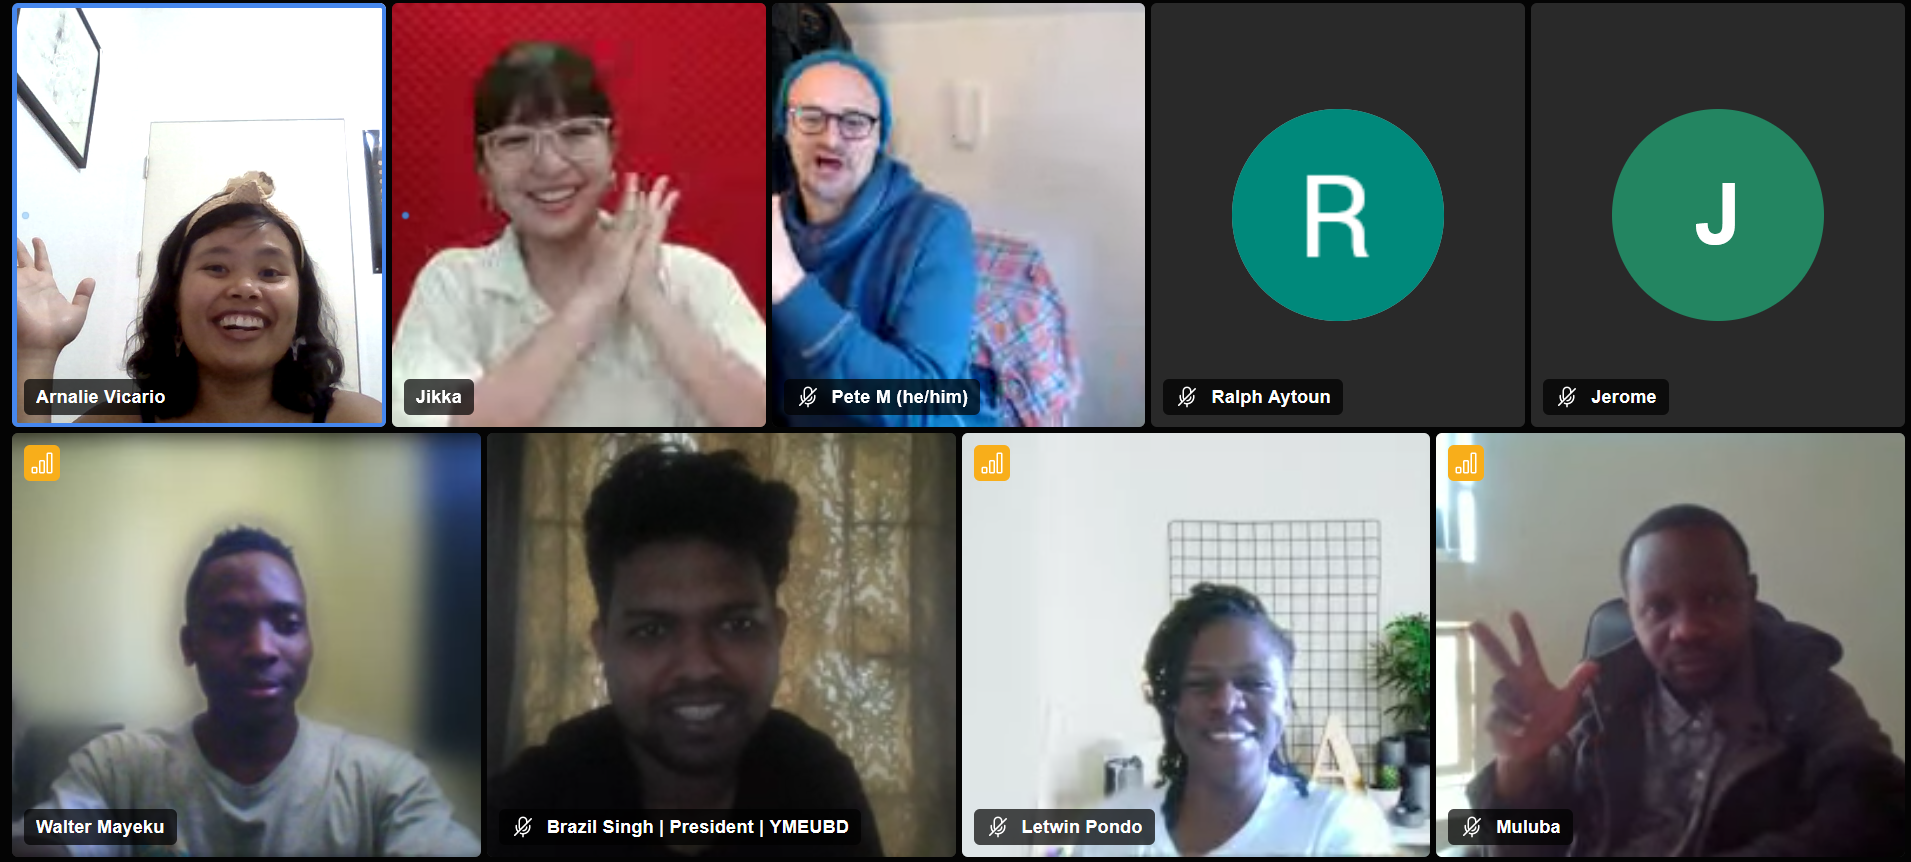 Arnalie Vicario
Jikka
Pete M (he/him)
R
Ralph Aytoun
J
Jerome
Walter Mayeku
Brazil Singh | President | YMEUBD
Letwin Pondo
A
Muluba